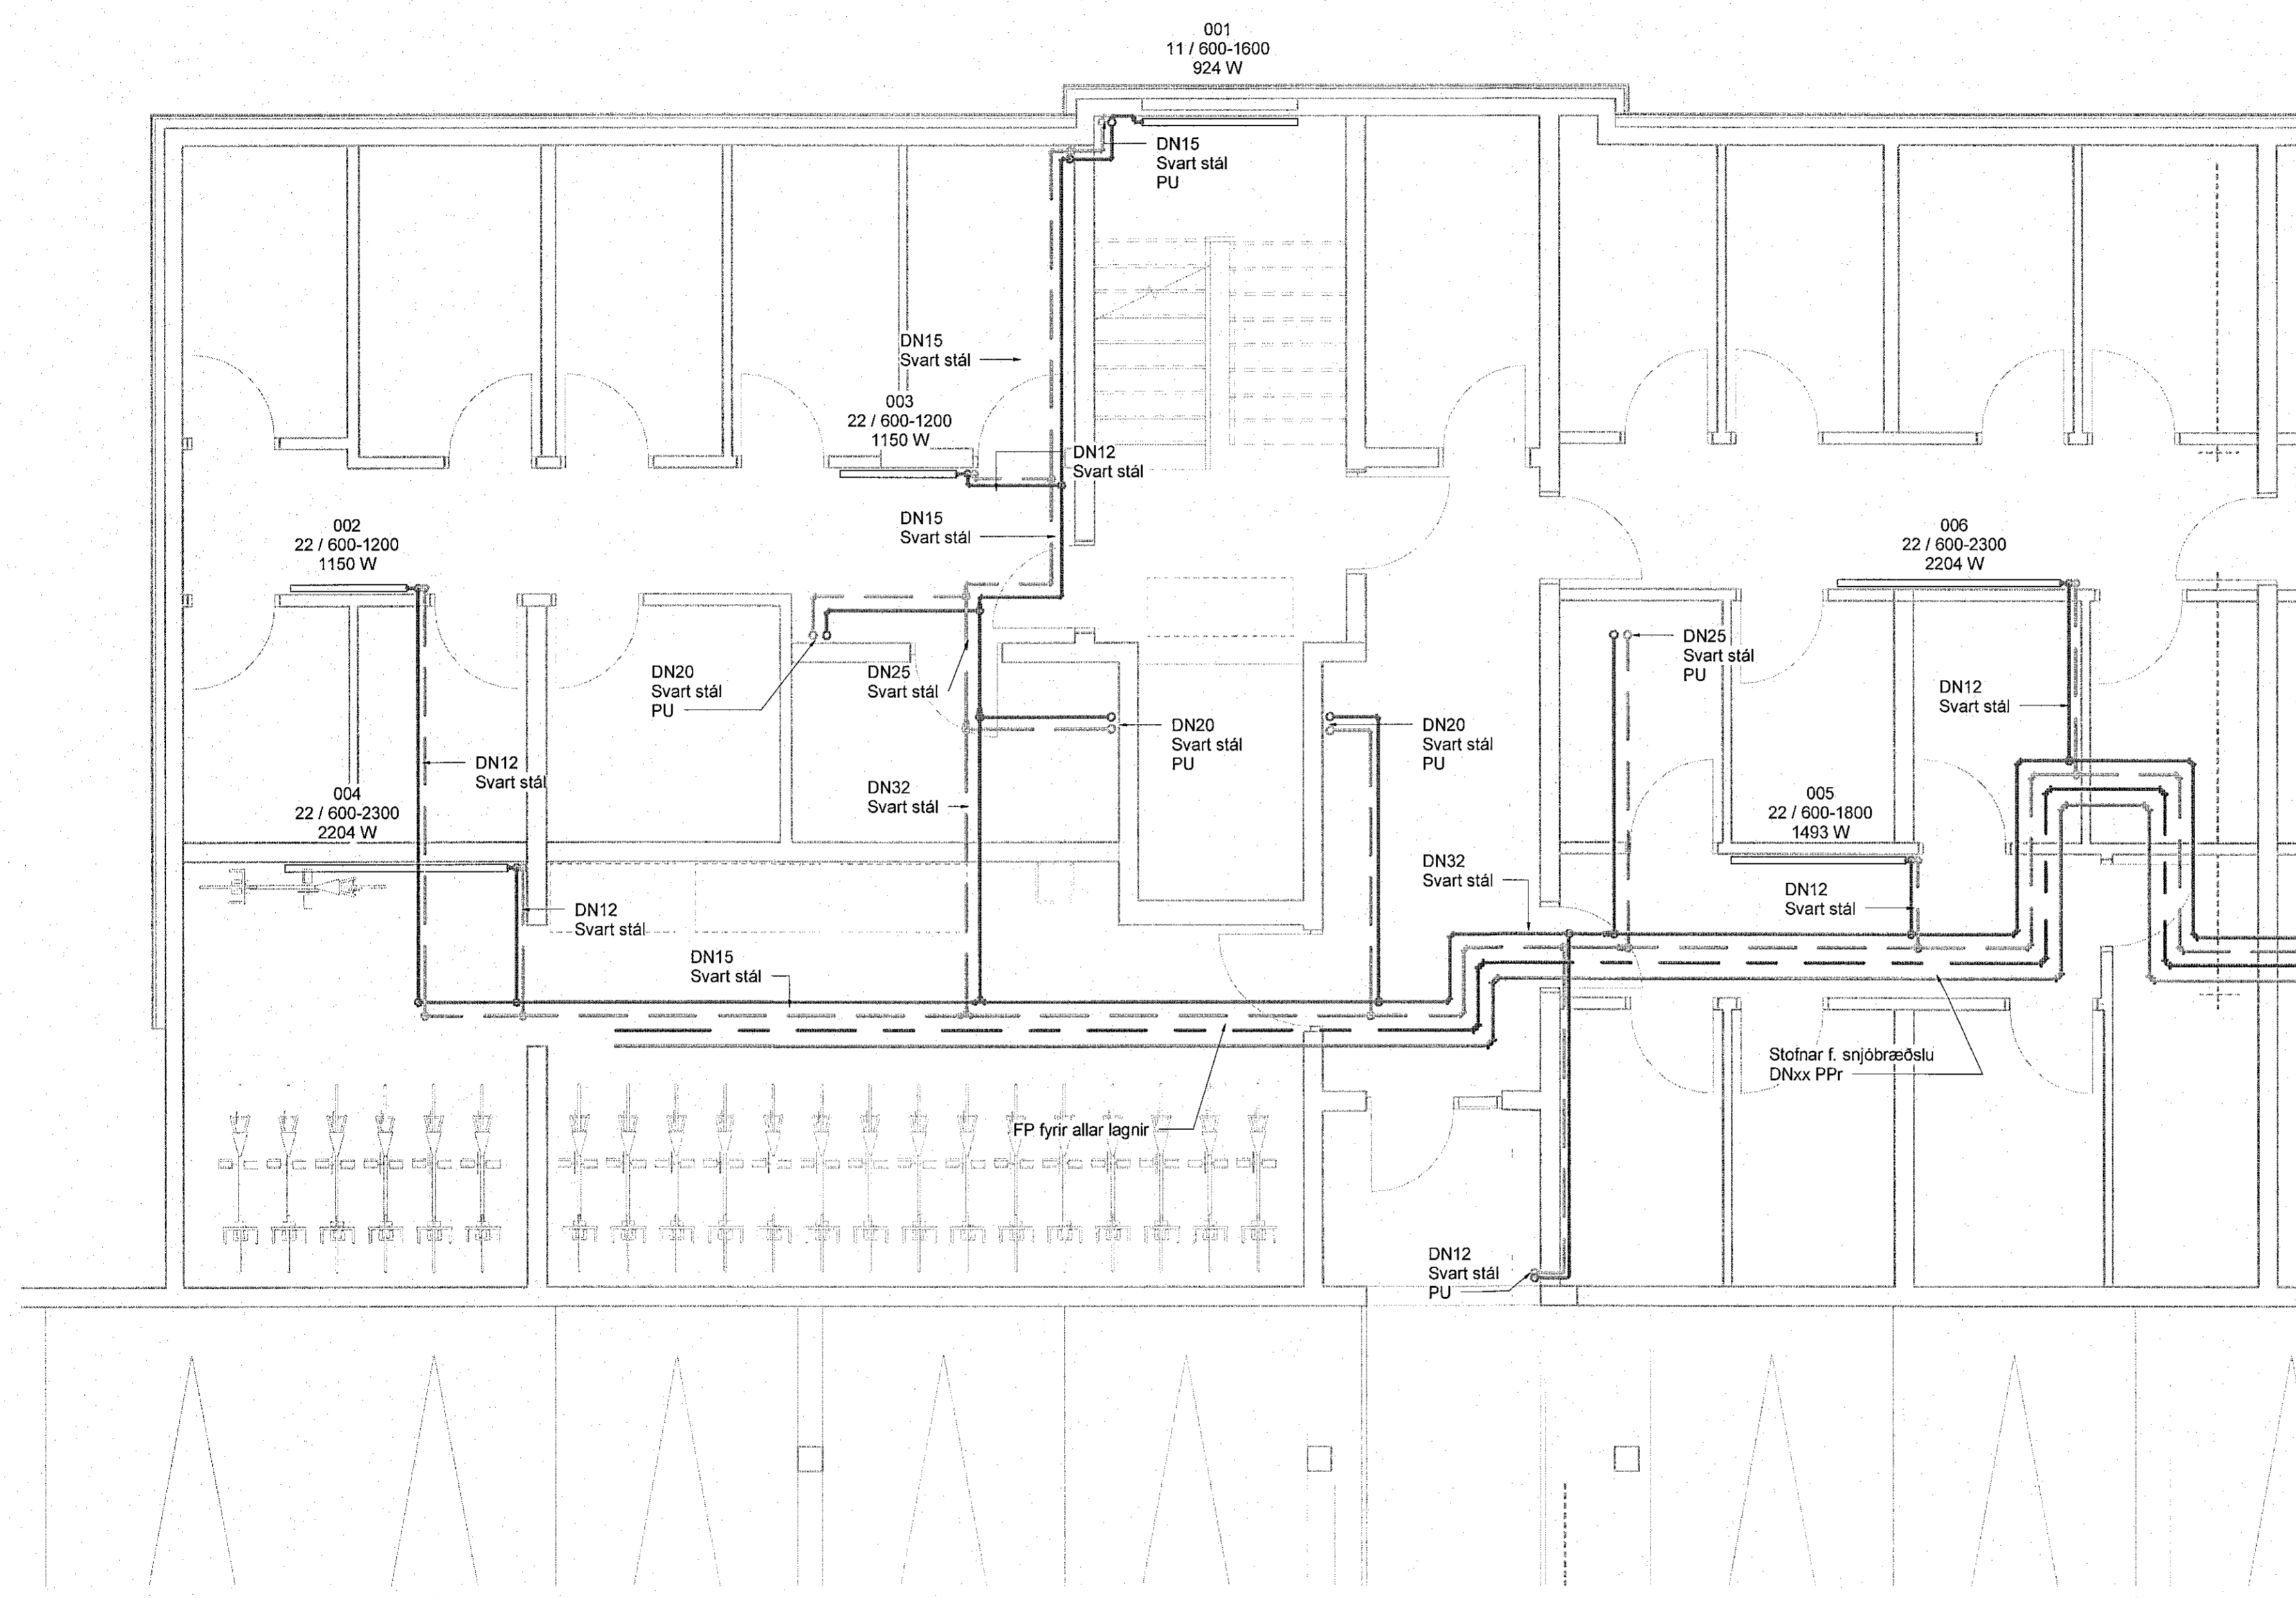 001
11 / 600-1600
924 W
DN15
Svart stál
PU
DN15
Svart stál
003
22 / 600-1200
1150 W
DN12
Svart stál
DN15
Svart stál
002
22 / 600-1200
1150 W
006
22 / 600-2300
2204 W
DN20
Svart stál
PU
DN25
Svart stál
DN25
Svart stál
PU
DN12
Svart stál
DN20
Svart stál
PU
DN20
Svart stál
PU
DN12
Svart stál
DN32
Svart stál
004
22 / 600-2300
2204 W
005
22 / 600-1800
1493 W
DN32
Svart stál
DN12
Svart stál
DN12
Svart stál
DN15
Svart stál
Stofnar f. snjóbræðslu
DNxx PPr
FP fyrir allar lagnir
DN12
Svart stál
PU